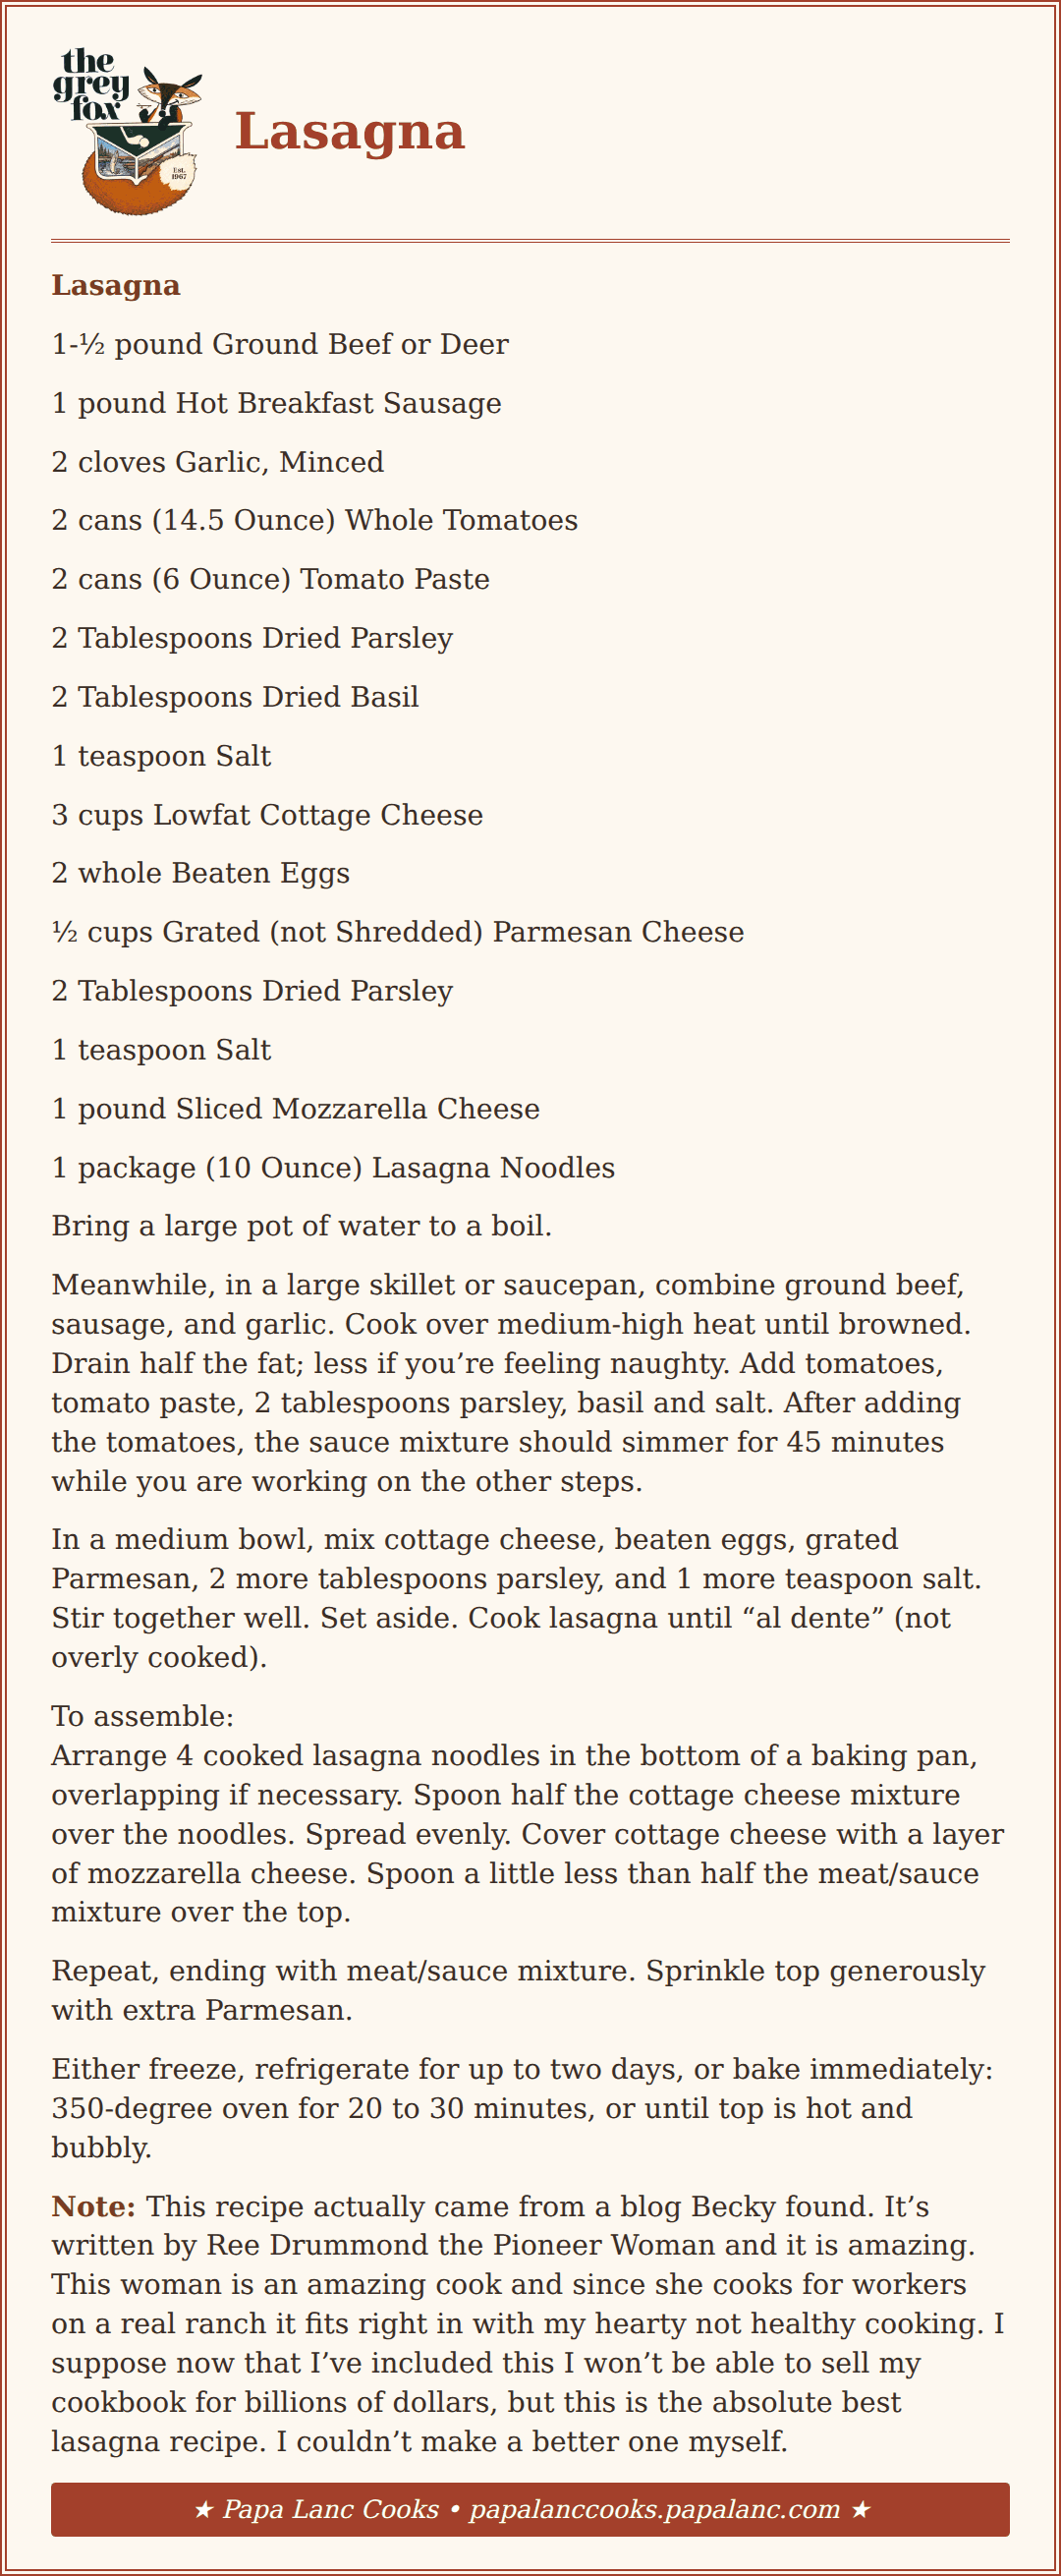 the
grey
fox
Est.
1967
Lasagna
Lasagna
1-½ pound Ground Beef or Deer
1 pound Hot Breakfast Sausage
2 cloves Garlic, Minced
2 cans (14.5 Ounce) Whole Tomatoes
2 cans (6 Ounce) Tomato Paste
2 Tablespoons Dried Parsley
2 Tablespoons Dried Basil
1 teaspoon Salt
3 cups Lowfat Cottage Cheese
2 whole Beaten Eggs
½ cups Grated (not Shredded) Parmesan Cheese
2 Tablespoons Dried Parsley
1 teaspoon Salt
1 pound Sliced Mozzarella Cheese
1 package (10 Ounce) Lasagna Noodles
Bring a large pot of water to a boil.
Meanwhile, in a large skillet or saucepan, combine ground beef,
sausage, and garlic. Cook over medium-high heat until browned.
Drain half the fat; less if you’re feeling naughty. Add tomatoes,
tomato paste, 2 tablespoons parsley, basil and salt. After adding
the tomatoes, the sauce mixture should simmer for 45 minutes
while you are working on the other steps.
In a medium bowl, mix cottage cheese, beaten eggs, grated
Parmesan, 2 more tablespoons parsley, and 1 more teaspoon salt.
Stir together well. Set aside. Cook lasagna until “al dente” (not
overly cooked).
To assemble:
Arrange 4 cooked lasagna noodles in the bottom of a baking pan,
overlapping if necessary. Spoon half the cottage cheese mixture
over the noodles. Spread evenly. Cover cottage cheese with a layer
of mozzarella cheese. Spoon a little less than half the meat/sauce
mixture over the top.
Repeat, ending with meat/sauce mixture. Sprinkle top generously
with extra Parmesan.
Either freeze, refrigerate for up to two days, or bake immediately:
350-degree oven for 20 to 30 minutes, or until top is hot and
bubbly.
Note: This recipe actually came from a blog Becky found. It’s
written by Ree Drummond the Pioneer Woman and it is amazing.
This woman is an amazing cook and since she cooks for workers
on a real ranch it fits right in with my hearty not healthy cooking. I
suppose now that I’ve included this I won’t be able to sell my
cookbook for billions of dollars, but this is the absolute best
lasagna recipe. I couldn’t make a better one myself.
★ Papa Lanc Cooks • papalanccooks.papalanc.com ★